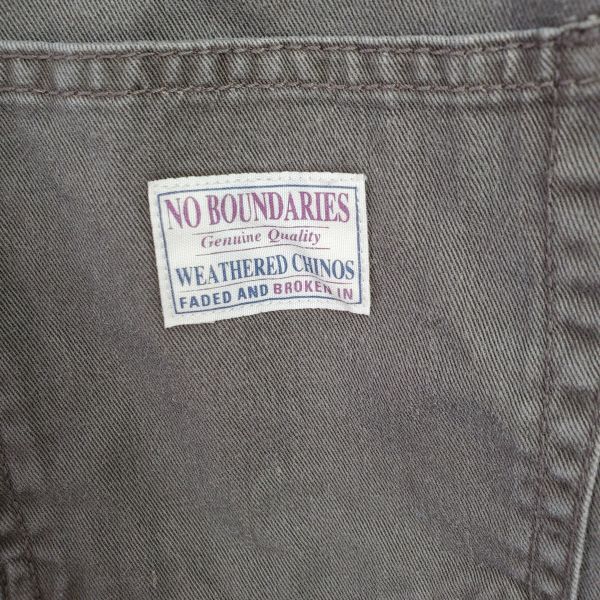 NO BOUNDARIES
Genuine Quality
WEATHERED CHINOS
FADED AND BROKEN IN